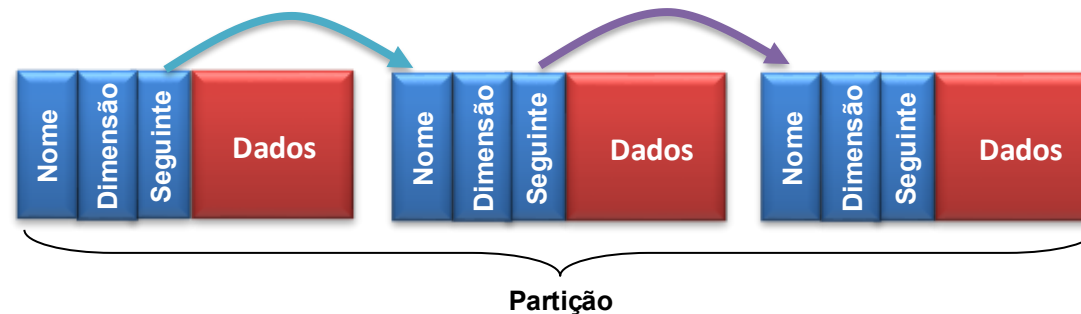 Nome
Dimensão
Seguinte
Dados
Nome
Dimensão
Seguinte
Dados
Nome
Dimensão
Seguinte
Dados
Partição